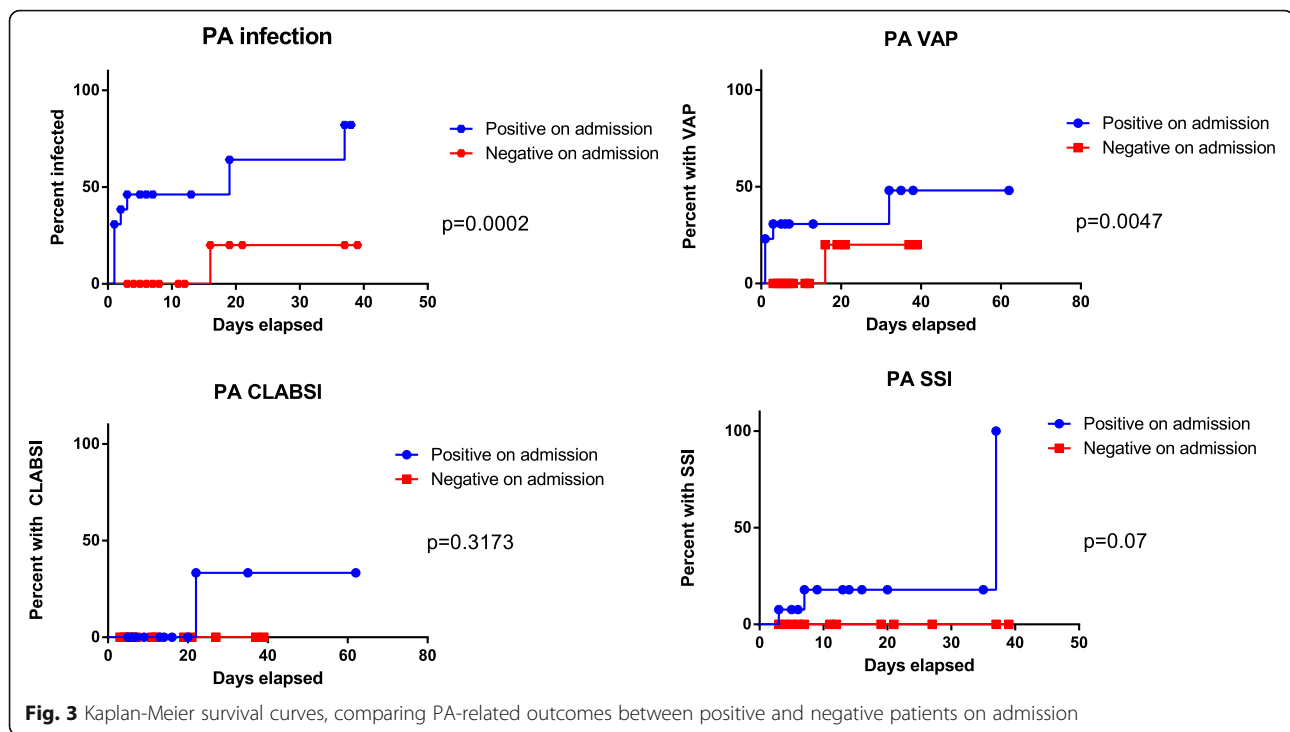 PA infection
100
50
0
Percent infected
0 10 20 30 40 50
Days elapsed
Positive on admission
Negative on admission
p=0.0002
PA VAP
100
50
0
Percent with VAP
0 20 40 60 80
Days elapsed
Positive on admission
Negative on admission
p=0.0047
PA CLABSI
100
50
0
Percent with CLABSI
0 20 40 60 80
Days elapsed
Positive on admission
Negative on admission
p=0.3173
PA SSI
100
50
0
Percent with SSI
0 10 20 30 40 50
Days elapsed
Positive on admission
Negative on admission
p=0.07
Fig. 3 Kaplan-Meier survival curves, comparing PA-related outcomes between positive and negative patients on admission